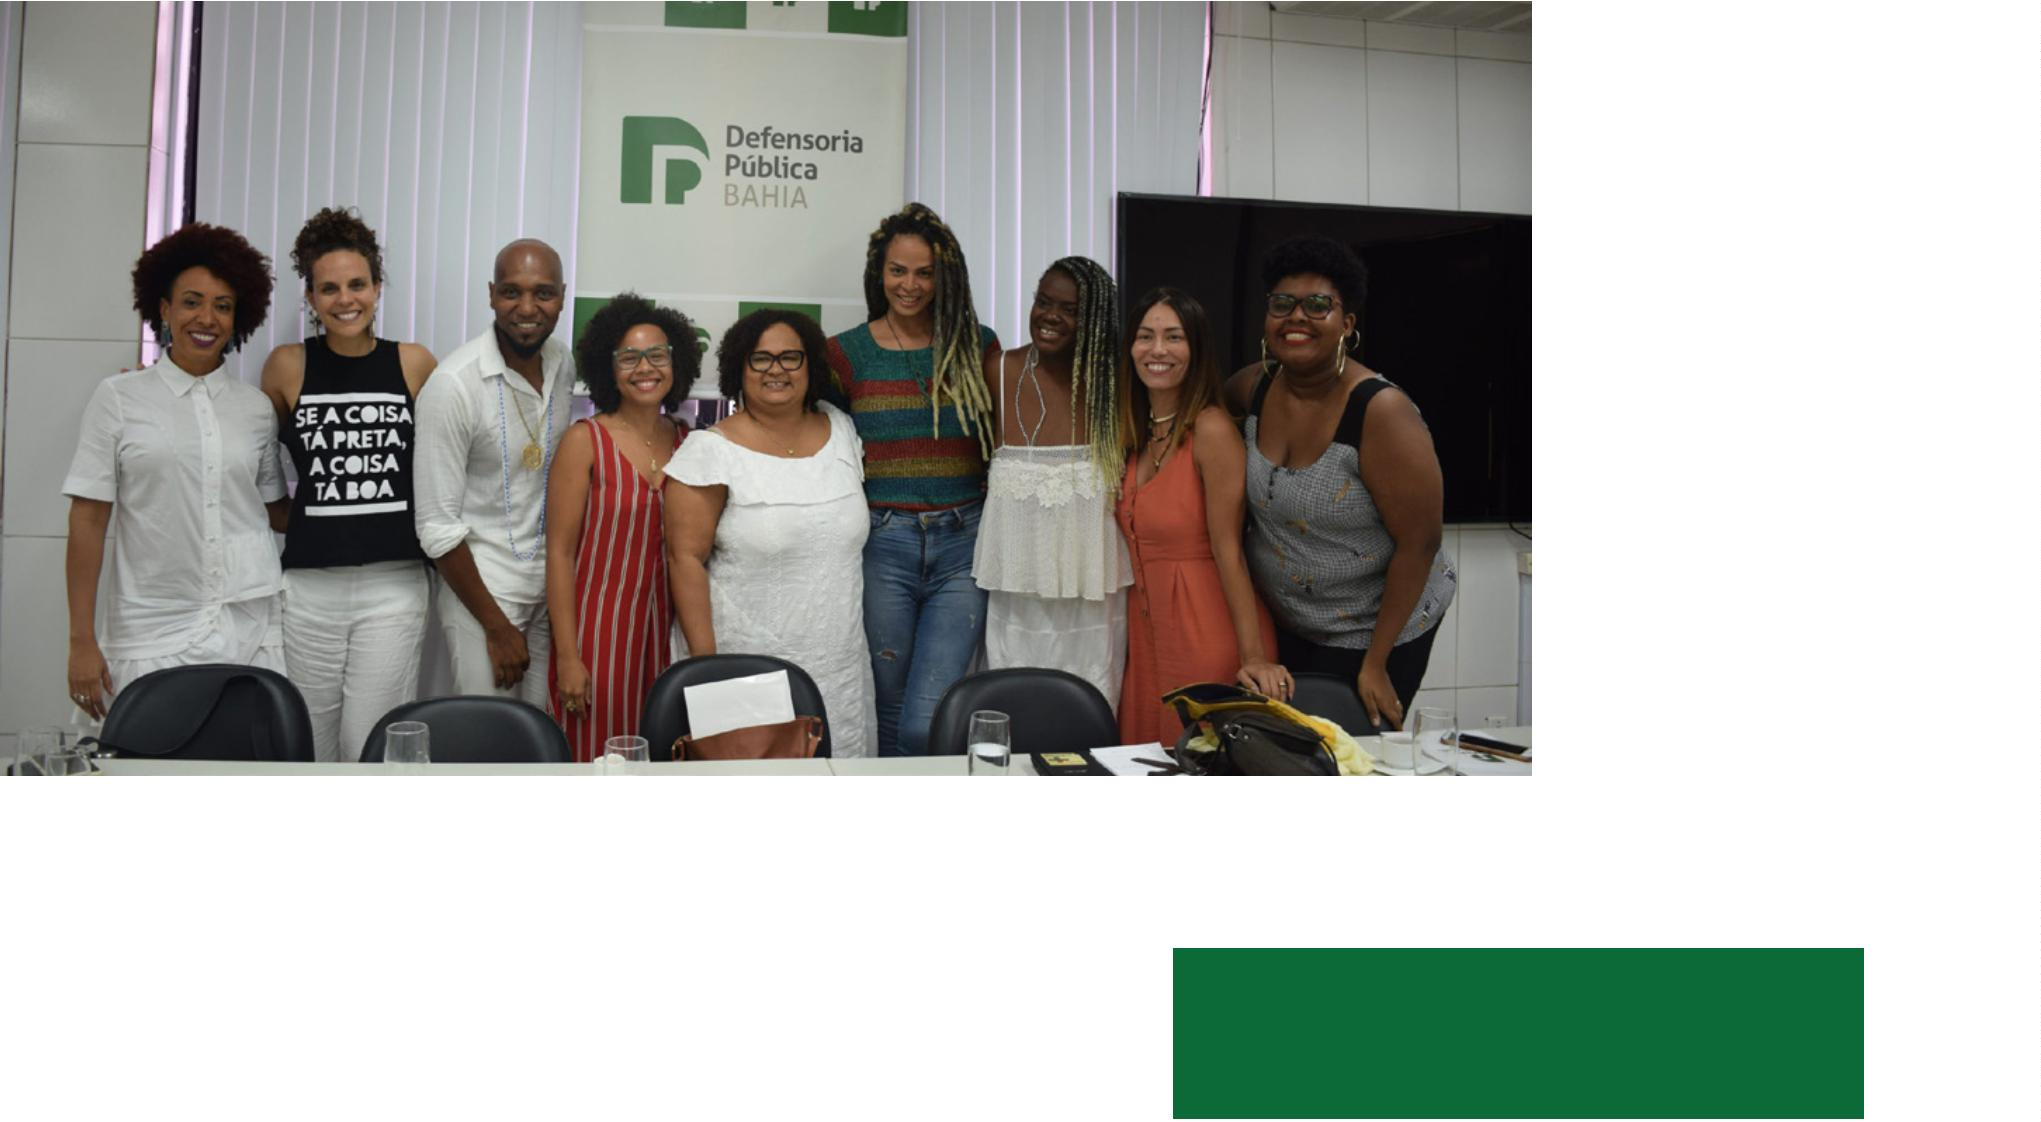 Defensoria
Pública
BAHIA
SE A COISA
TÁ PRETA,
A COISA
TÁ BOA